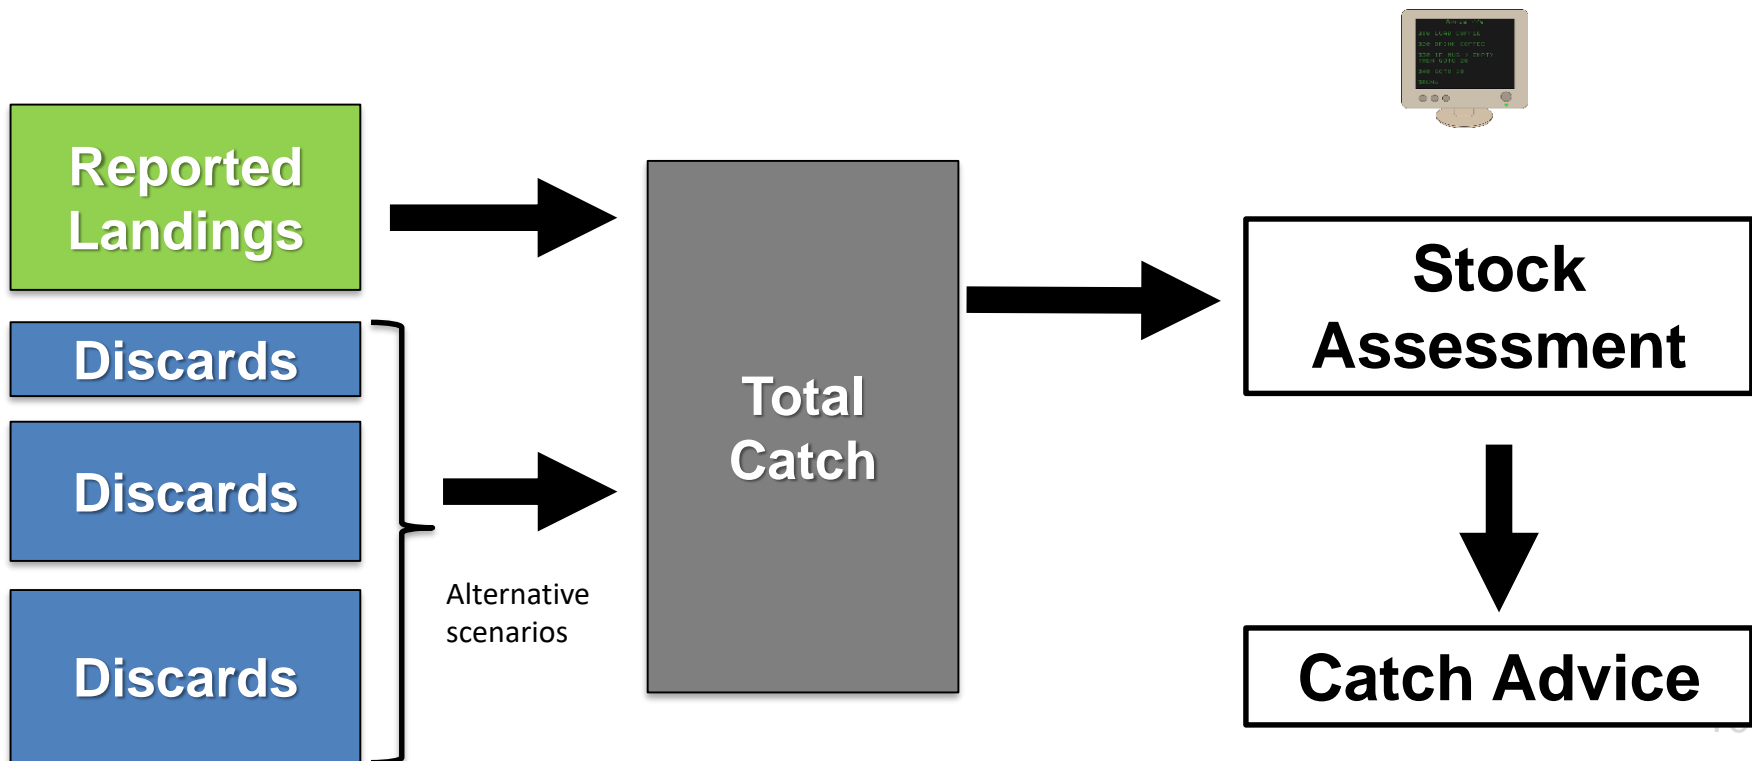 Reported
Landings
Discards
Discards
Discards
Alternative
scenarios
Total
Catch
Stock
Assessment
Catch Advice